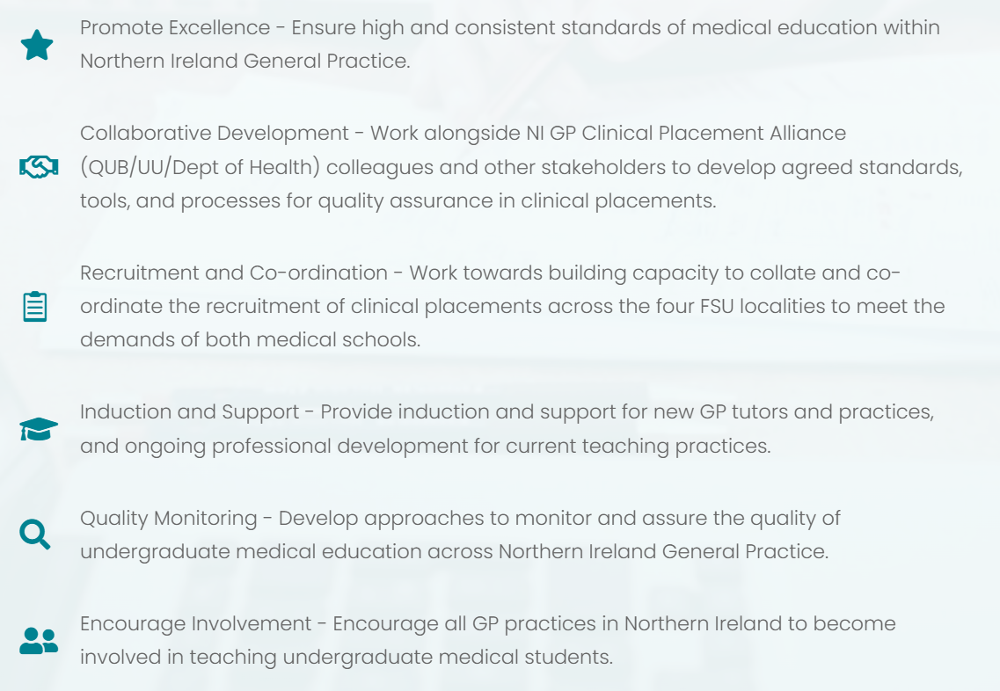 Promote Excellence - Ensure high and consistent standards of medical education within
Northern Ireland General Practice.
Collaborative Development - Work alongside NI GP Clinical Placement Alliance
(QUB/UU/Dept of Health) colleagues and other stakeholders to develop agreed standards,
tools, and processes for quality assurance in clinical placements.
Recruitment and Co-ordination - Work towards building capacity to collate and co-
ordinate the recruitment of clinical placements across the four FSU localities to meet the
demands of both medical schools.
Induction and Support - Provide induction and support for new GP tutors and practices,
and ongoing professional development for current teaching practices.
Quality Monitoring - Develop approaches to monitor and assure the quality of
undergraduate medical education across Northern Ireland General Practice.
Encourage Involvement - Encourage all GP practices in Northern Ireland to become
involved in teaching undergraduate medical students.